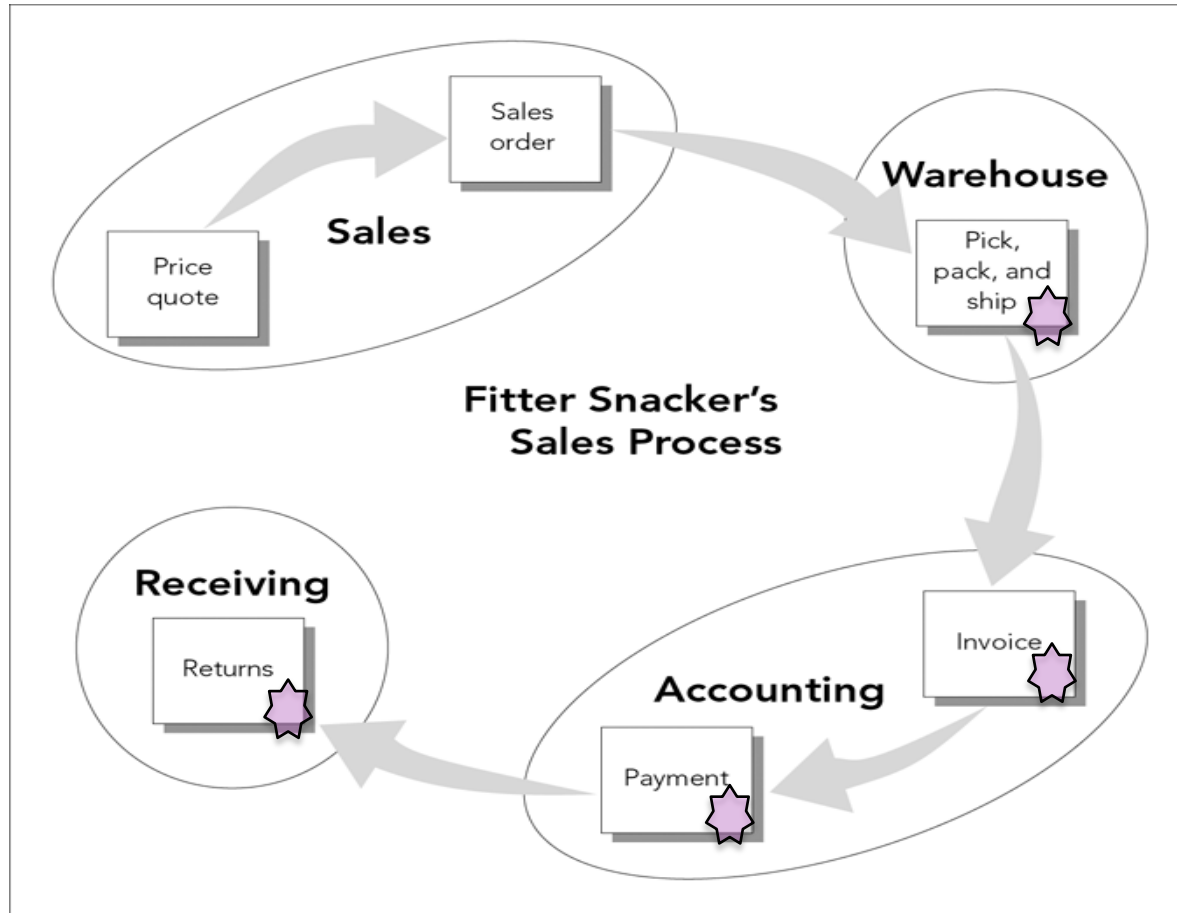 Sales
order
Warehouse
Sales
Price
quote
Pick,
pack, and
ship
Fitter Snacker's
Sales Process
Receiving
Returns
Invoice
Accounting
Payment